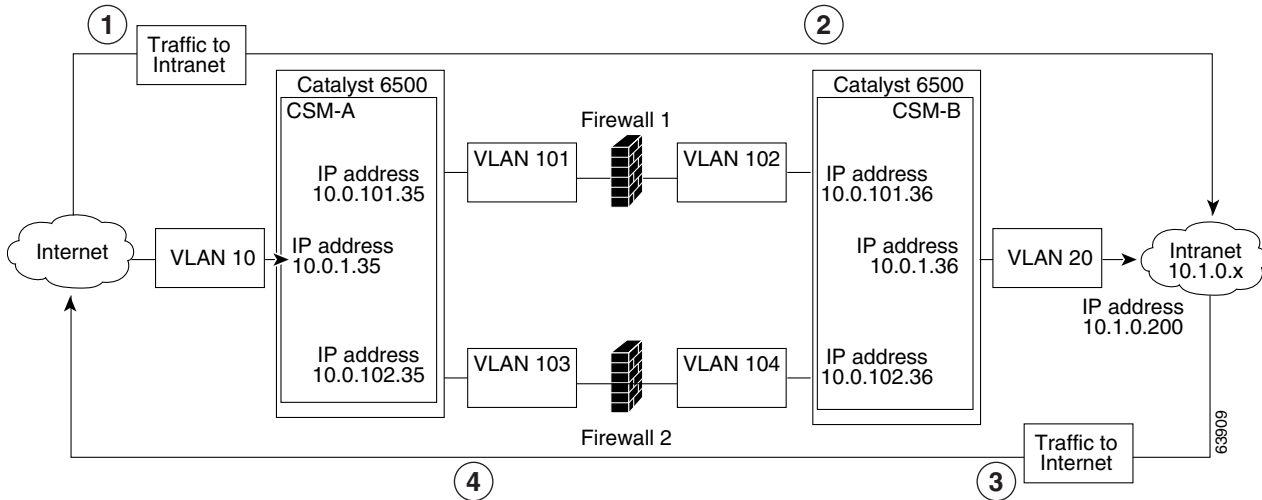 1
2
Traffic to
Intranet
Catalyst 6500
CSM-A
Catalyst 6500
CSM-B
Firewall 1
VLAN 101
VLAN 102
IP address
10.0.101.35
IP address
10.0.101.36
Internet
VLAN 10
IP address
10.0.1.35
IP address
10.0.1.36
VLAN 20
Intranet
10.1.0.x
IP address
10.1.0.200
IP address
10.0.102.35
VLAN 103
VLAN 104
IP address
10.0.102.36
Firewall 2
63909
Traffic to
Internet
4
3